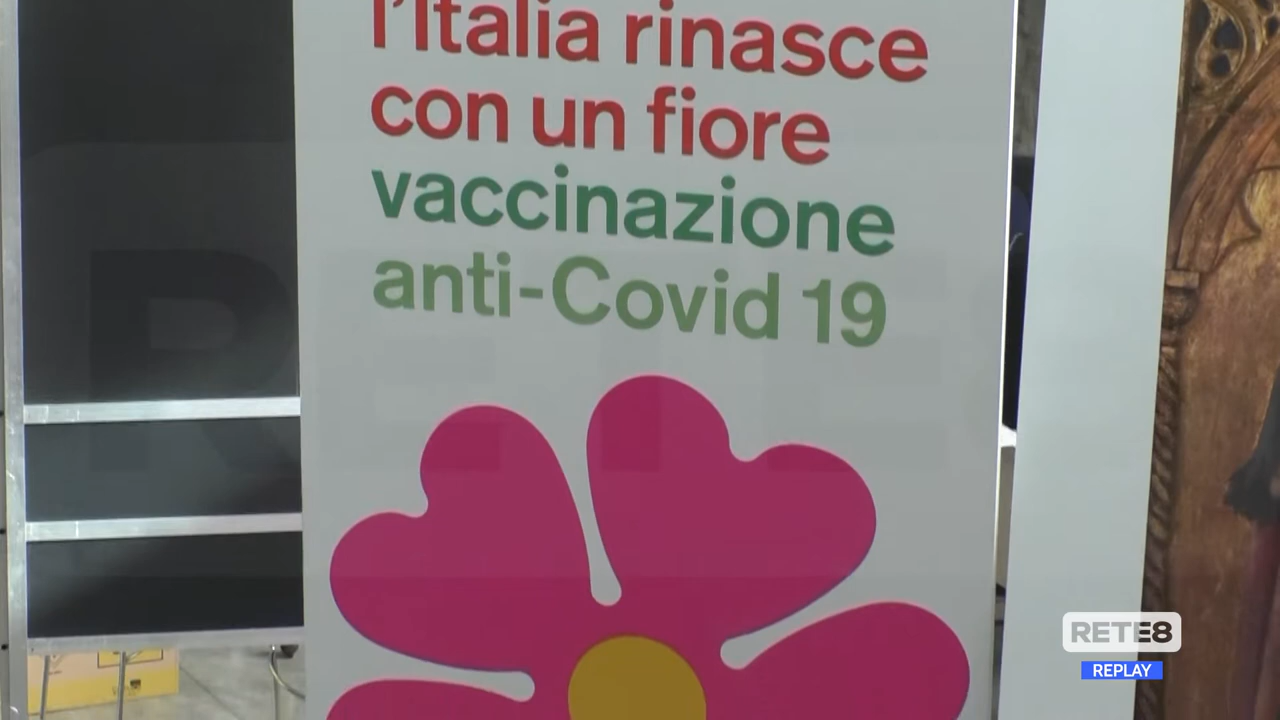 l'Italia rinasce
con un fiore
vaccinazione
anti-Covid 19
RETE8
REPLAY